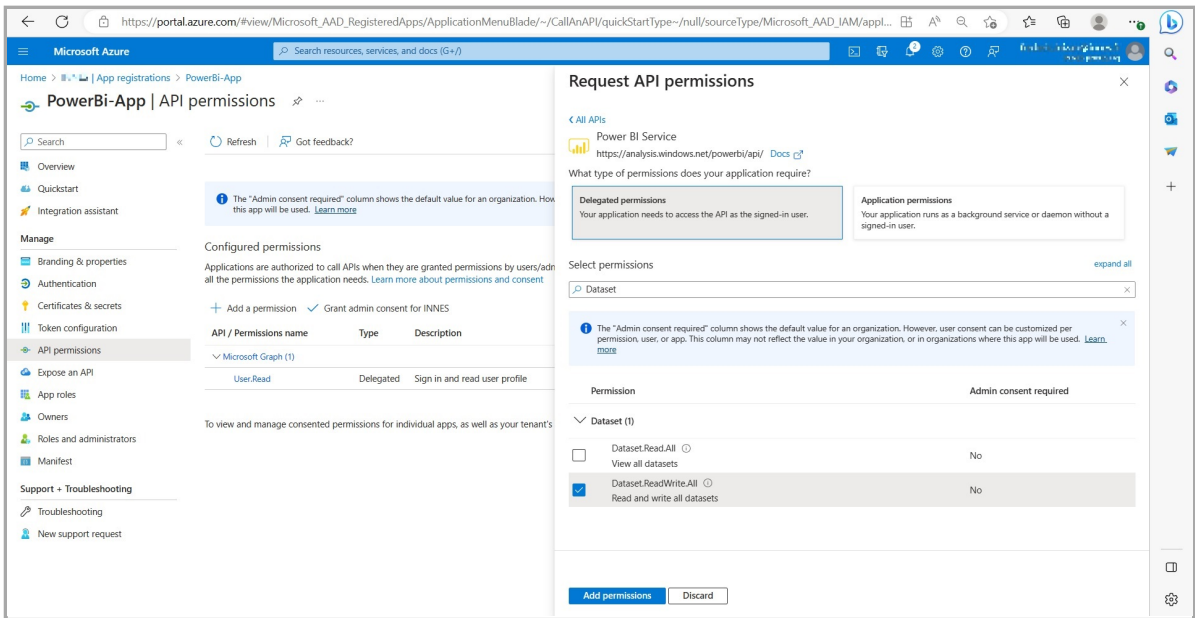 https://portal.azure.com/#view/Microsoft_AAD_RegisteredApps/ApplicationMenuBlade/~/CallAnAPI/quickStartType~/null/sourceType/Microsoft_AAD_IAM/appl...
Microsoft Azure
Search resources, services, and docs (G+/)
2
Home > | App registrations > PowerBi-App
PowerBi-App | API permissions
Search
«
Overview
Quickstart
Integration assistant
Manage
Branding & properties
Authentication
Certificates & secrets
Token configuration
API permissions
Expose an API
App roles
Owners
Roles and administrators
Manifest
Support + Troubleshooting
Troubleshooting
New support request
Refresh
Got feedback?
The "Admin consent required" column shows the default value for an organization. How
this app will be used. Learn more
Configured permissions
Applications are authorized to call APIs when they are granted permissions by users/adn
all the permissions the application needs. Learn more about permissions and consent
Add a permission Grant admin consent for INNES
API / Permissions name Type Description
Microsoft Graph (1)
User.Read Delegated Sign in and read user profile
To view and manage consented permissions for individual apps, as well as your tenant's
Request API permissions
All APIs
Power BI Service
https://analysis.windows.net/powerbi/api/ Docs
What type of permissions does your application require?
Delegated permissions
Your application needs to access the API as the signed-in user.
Application permissions
Your application runs as a background service or daemon without a
signed-in user.
Select permissions expand all
Dataset
The "Admin consent required" column shows the default value for an organization. However, user consent can be customized per
permission, user, or app. This column may not reflect the value in your organization, or in organizations where this app will be used. Learn
more
Permission Admin consent required
Dataset (1)
Dataset.Read.All No
View all datasets
Dataset.ReadWrite.All No
Read and write all datasets
Add permissions Discard